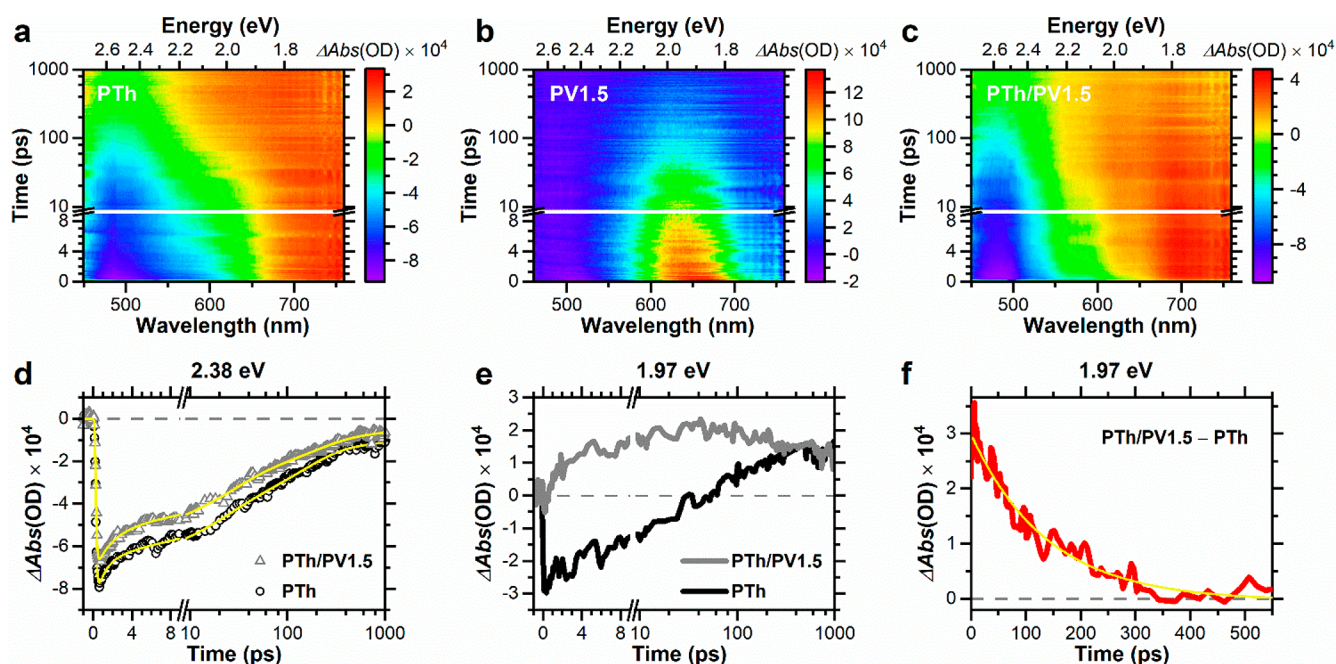 a
Energy (eV)
2.6 2.4 2.2 2.0 1.8
ΔAbs(OD) × 10⁴
PTh
1000
100
10
8
4
0
Time (ps)
500 600 700
Wavelength (nm)
2
0
-2
-4
-6
-8
b
Energy (eV)
2.6 2.4 2.2 2.0 1.8
ΔAbs(OD) × 10⁴
PV1.5
1000
100
10
8
4
0
Time (ps)
500 600 700
Wavelength (nm)
12
10
8
6
4
2
-0
-2
c
Energy (eV)
2.6 2.4 2.2 2.0 1.8
ΔAbs(OD) × 10⁴
PTh/PV1.5
1000
100
10
8
4
0
Time (ps)
500 600 700
Wavelength (nm)
4
0
-4
-8
d
2.38 eV
ΔAbs(OD) × 10⁴
0
-2
-4
-6
-8
PTh/PV1.5
PTh
0 4 8 10 100 1000
Time (ps)
e
1.97 eV
ΔAbs(OD) × 10⁴
3
2
1
0
-1
-2
-3
PTh/PV1.5
PTh
0 4 8 10 100 1000
Time (ps)
f
1.97 eV
ΔAbs(OD) × 10⁴
3
2
1
0
PTh/PV1.5 – PTh
0 100 200 300 400 500
Time (ps)